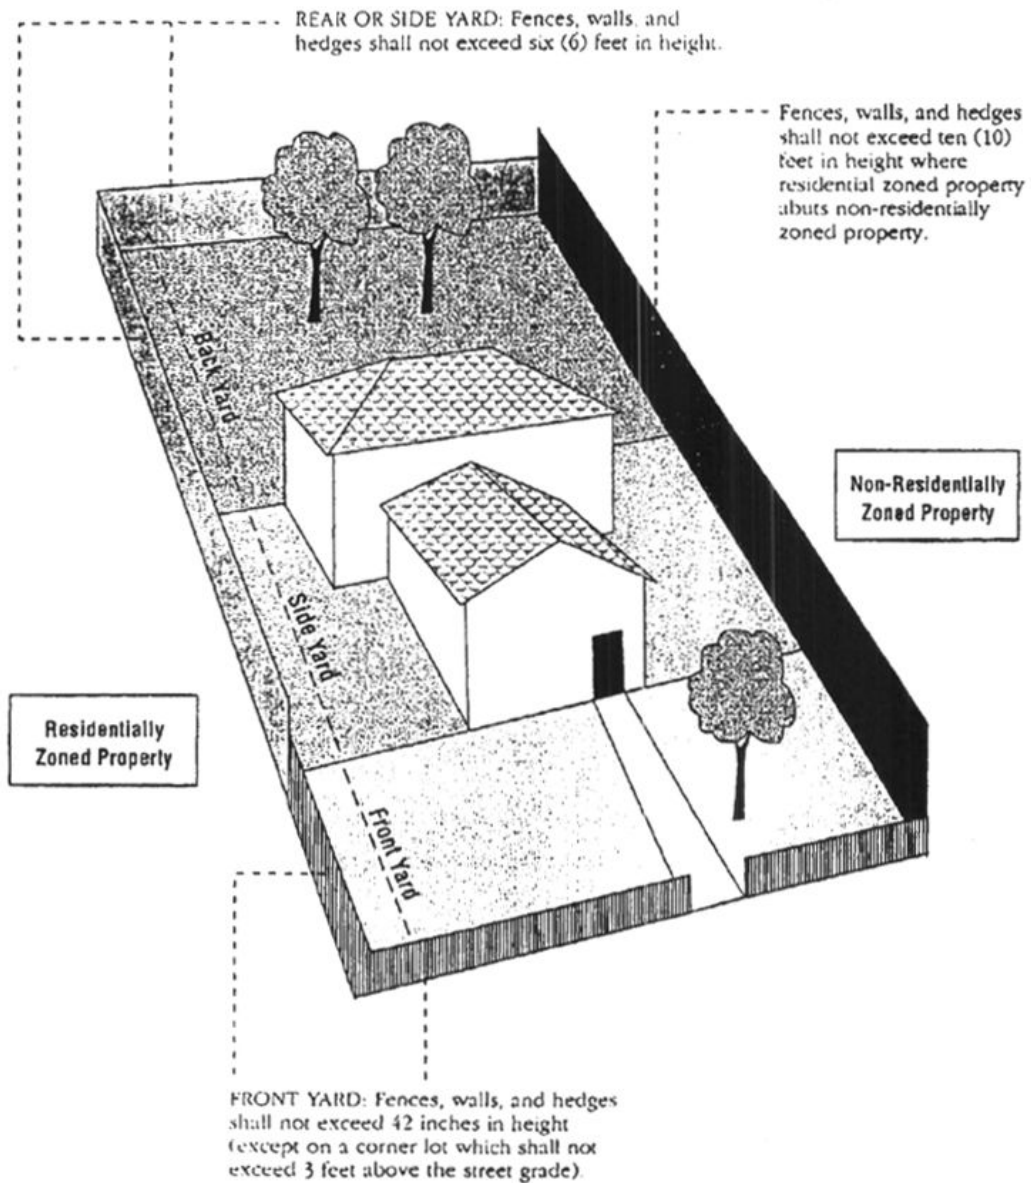 REAR OR SIDE YARD: Fences, walls, and
hedges shall not exceed six (6) feet in height.
Fences, walls, and hedges
shall not exceed ten (10)
feet in height where
residential zoned property
abuts non-residentially
zoned property.
Back Yard
Non-Residentially
Zoned Property
Side Yard
Residentially
Zoned Property
Front Yard
FRONT YARD: Fences, walls, and hedges
shall not exceed 42 inches in height
(except on a corner lot which shall not
exceed 3 feet above the street grade).